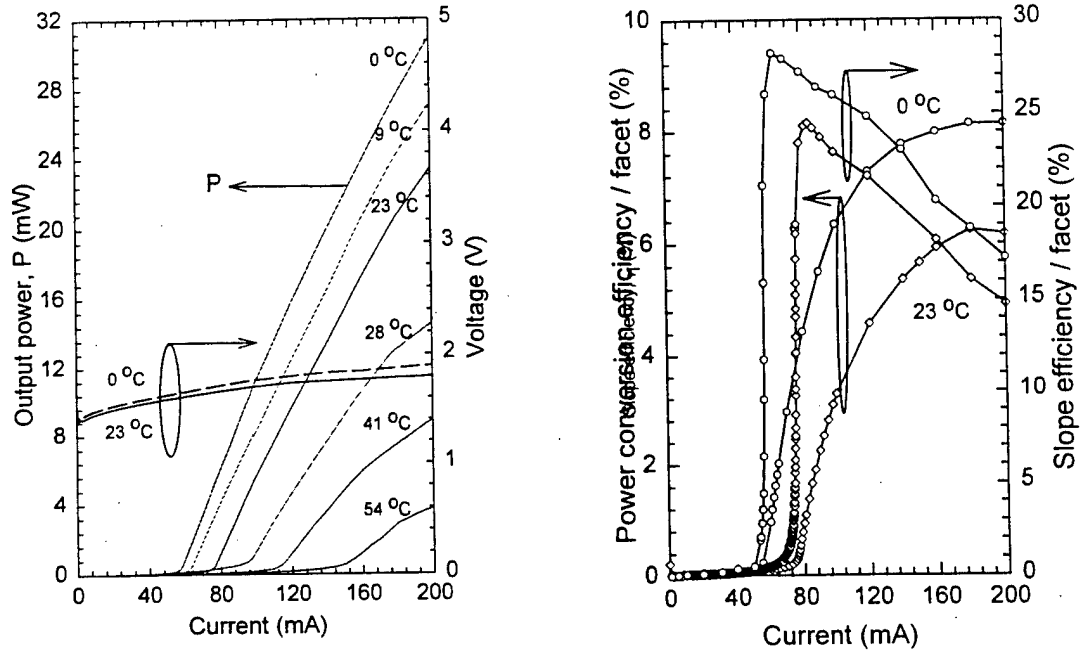 32
28
24
20
16
12
8
4
0
Output power, P (mW)
0
40
80
120
160
200
Current (mA)
5
4
3
2
1
0
Voltage (V)
P
0 °C
9 °C
23 °C
28 °C
41 °C
54 °C
0 °C
23 °C
10
8
6
4
2
0
Power conversion efficiency / facet (%)
0
40
80
120
160
200
Current (mA)
30
25
20
15
10
5
0
Slope efficiency / facet (%)
0 °C
23 °C